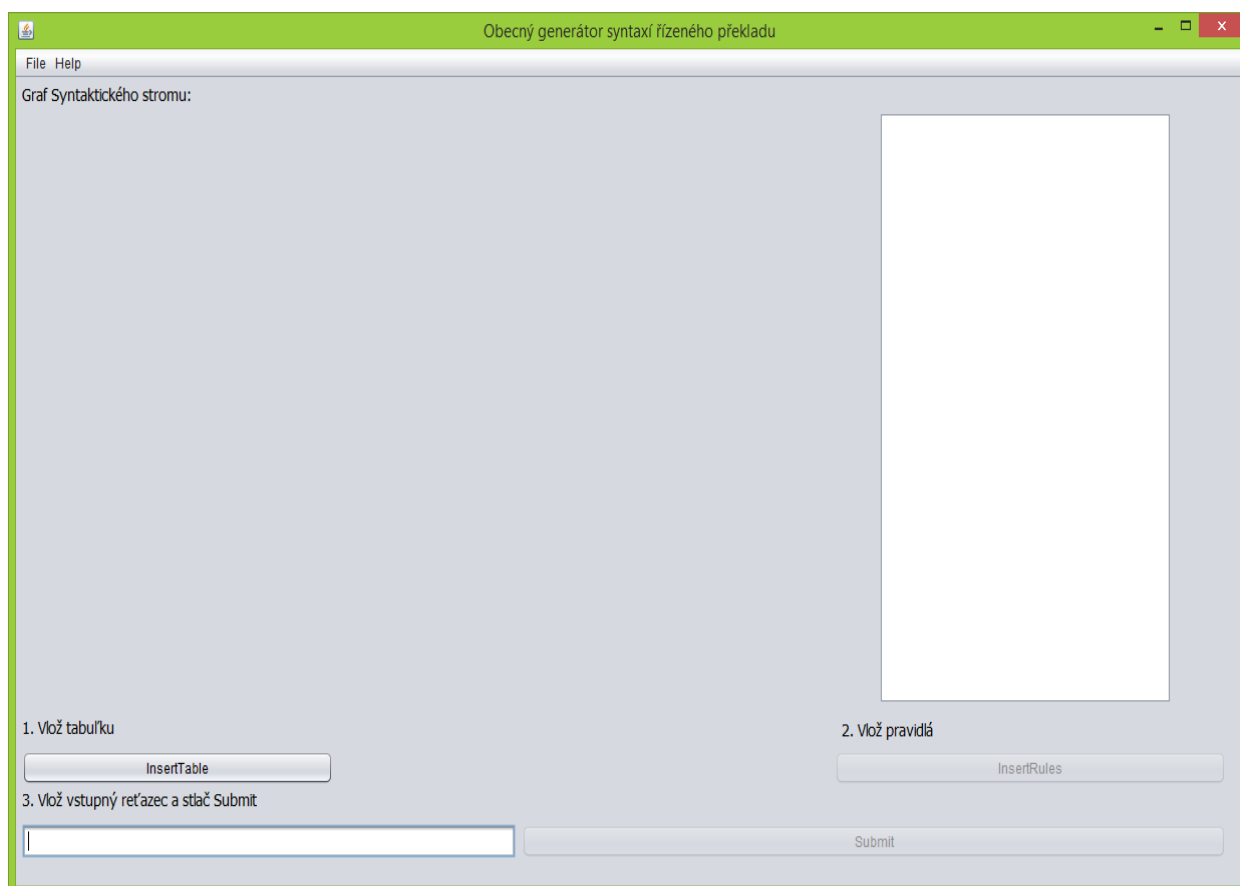 Obecný generátor syntaxí řízeného překladu
File Help
Graf Syntaktického stromu:
1. Vlož tabuľku
2. Vlož pravidlá
InsertTable
InsertRules
3. Vlož vstupný reťazec a stlač Submit
Submit